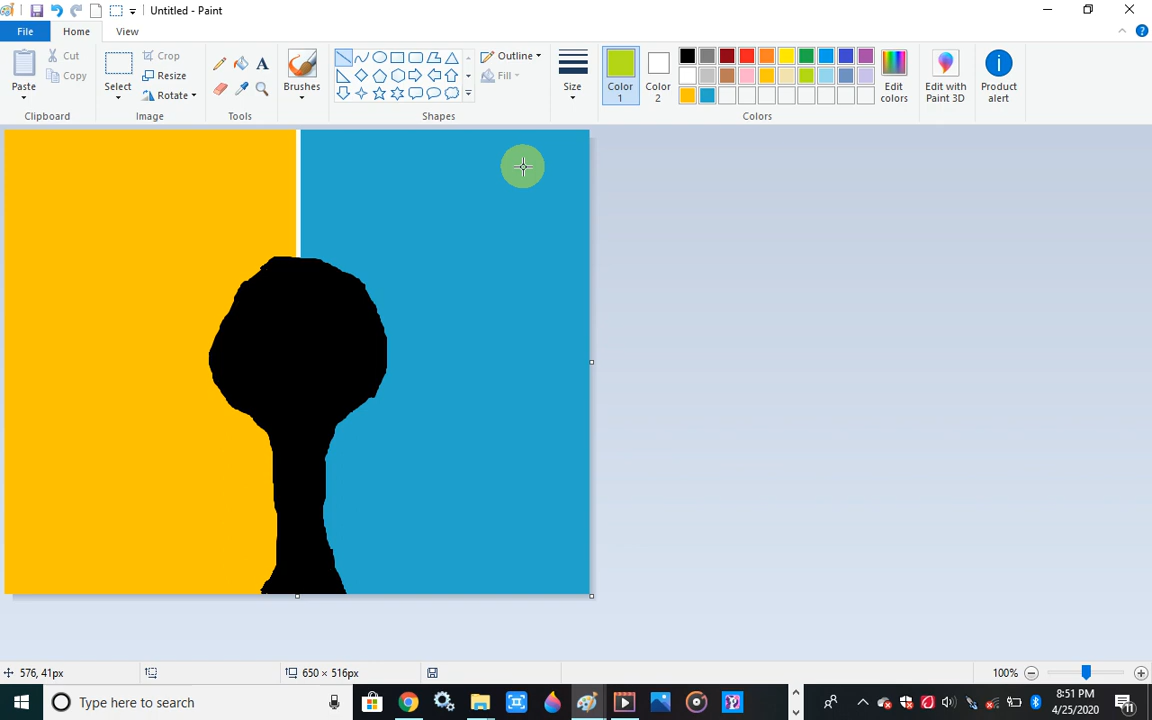 Untitled - Paint
File
Home
View
Paste
Cut
Copy
Clipboard
Select
Crop
Resize
Rotate
Image
A
Tools
Brushes
Outline
Fill
Shapes
Size
Color 1
Color 2
Edit colors
Colors
Edit with Paint 3D
Product alert
576, 41px
650 × 516px
100%
Type here to search
8:51 PM
4/25/2020
11